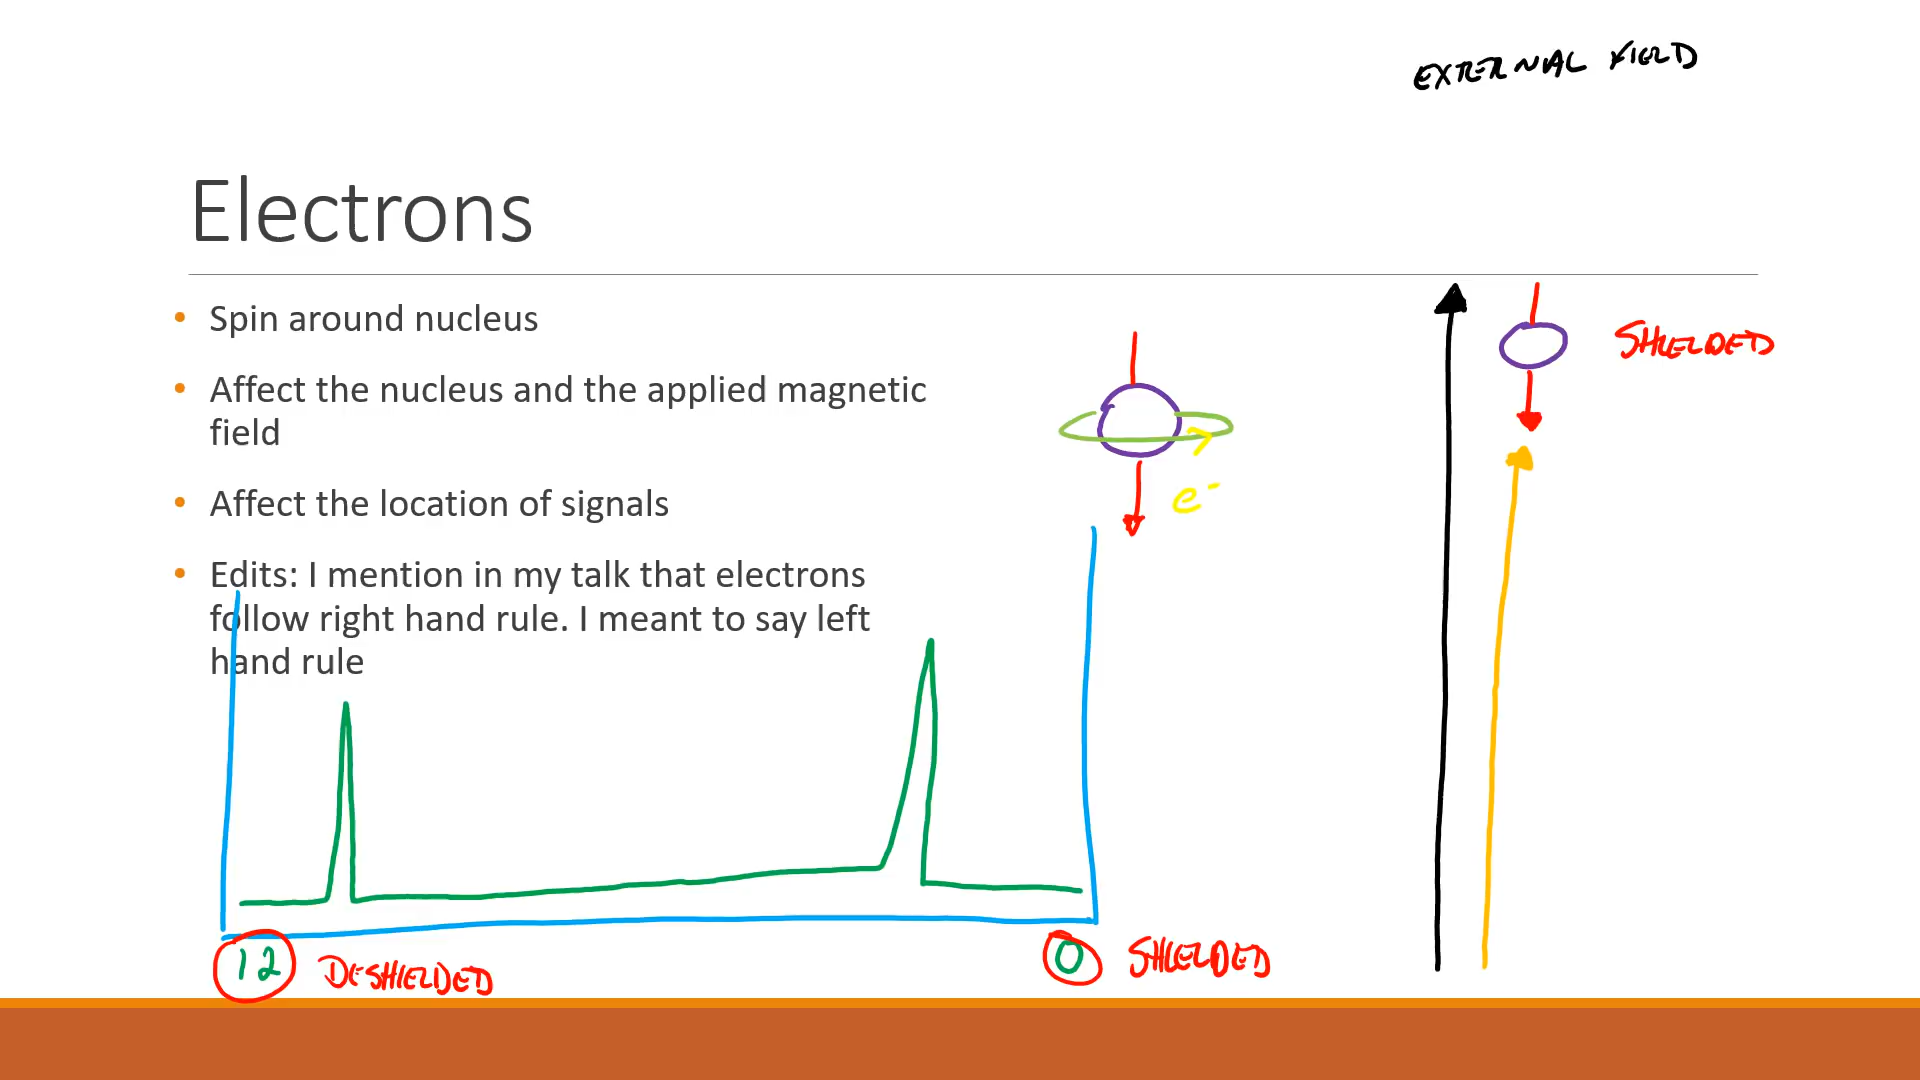 EXTERNAL FIELD
Electrons
• Spin around nucleus
• Affect the nucleus and the applied magnetic
field
• Affect the location of signals
• Edits: I mention in my talk that electrons
follow right hand rule. I meant to say left
hand rule
SHIELDED
e-
12 DESHIELDED
0 SHIELDED